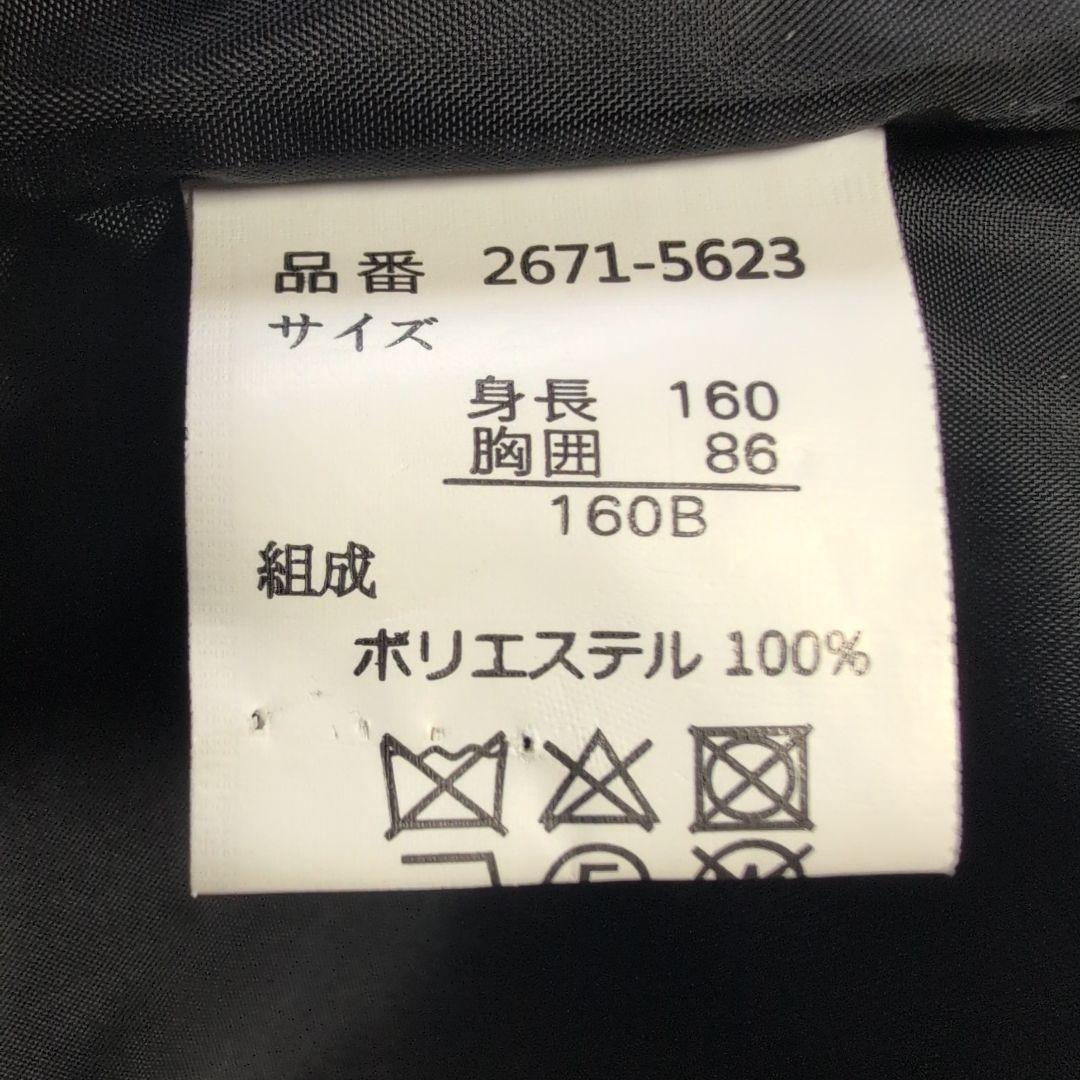 品番 2671-5623
サイズ
身長 160
胸囲 86
160B
組成
ポリエステル 100%